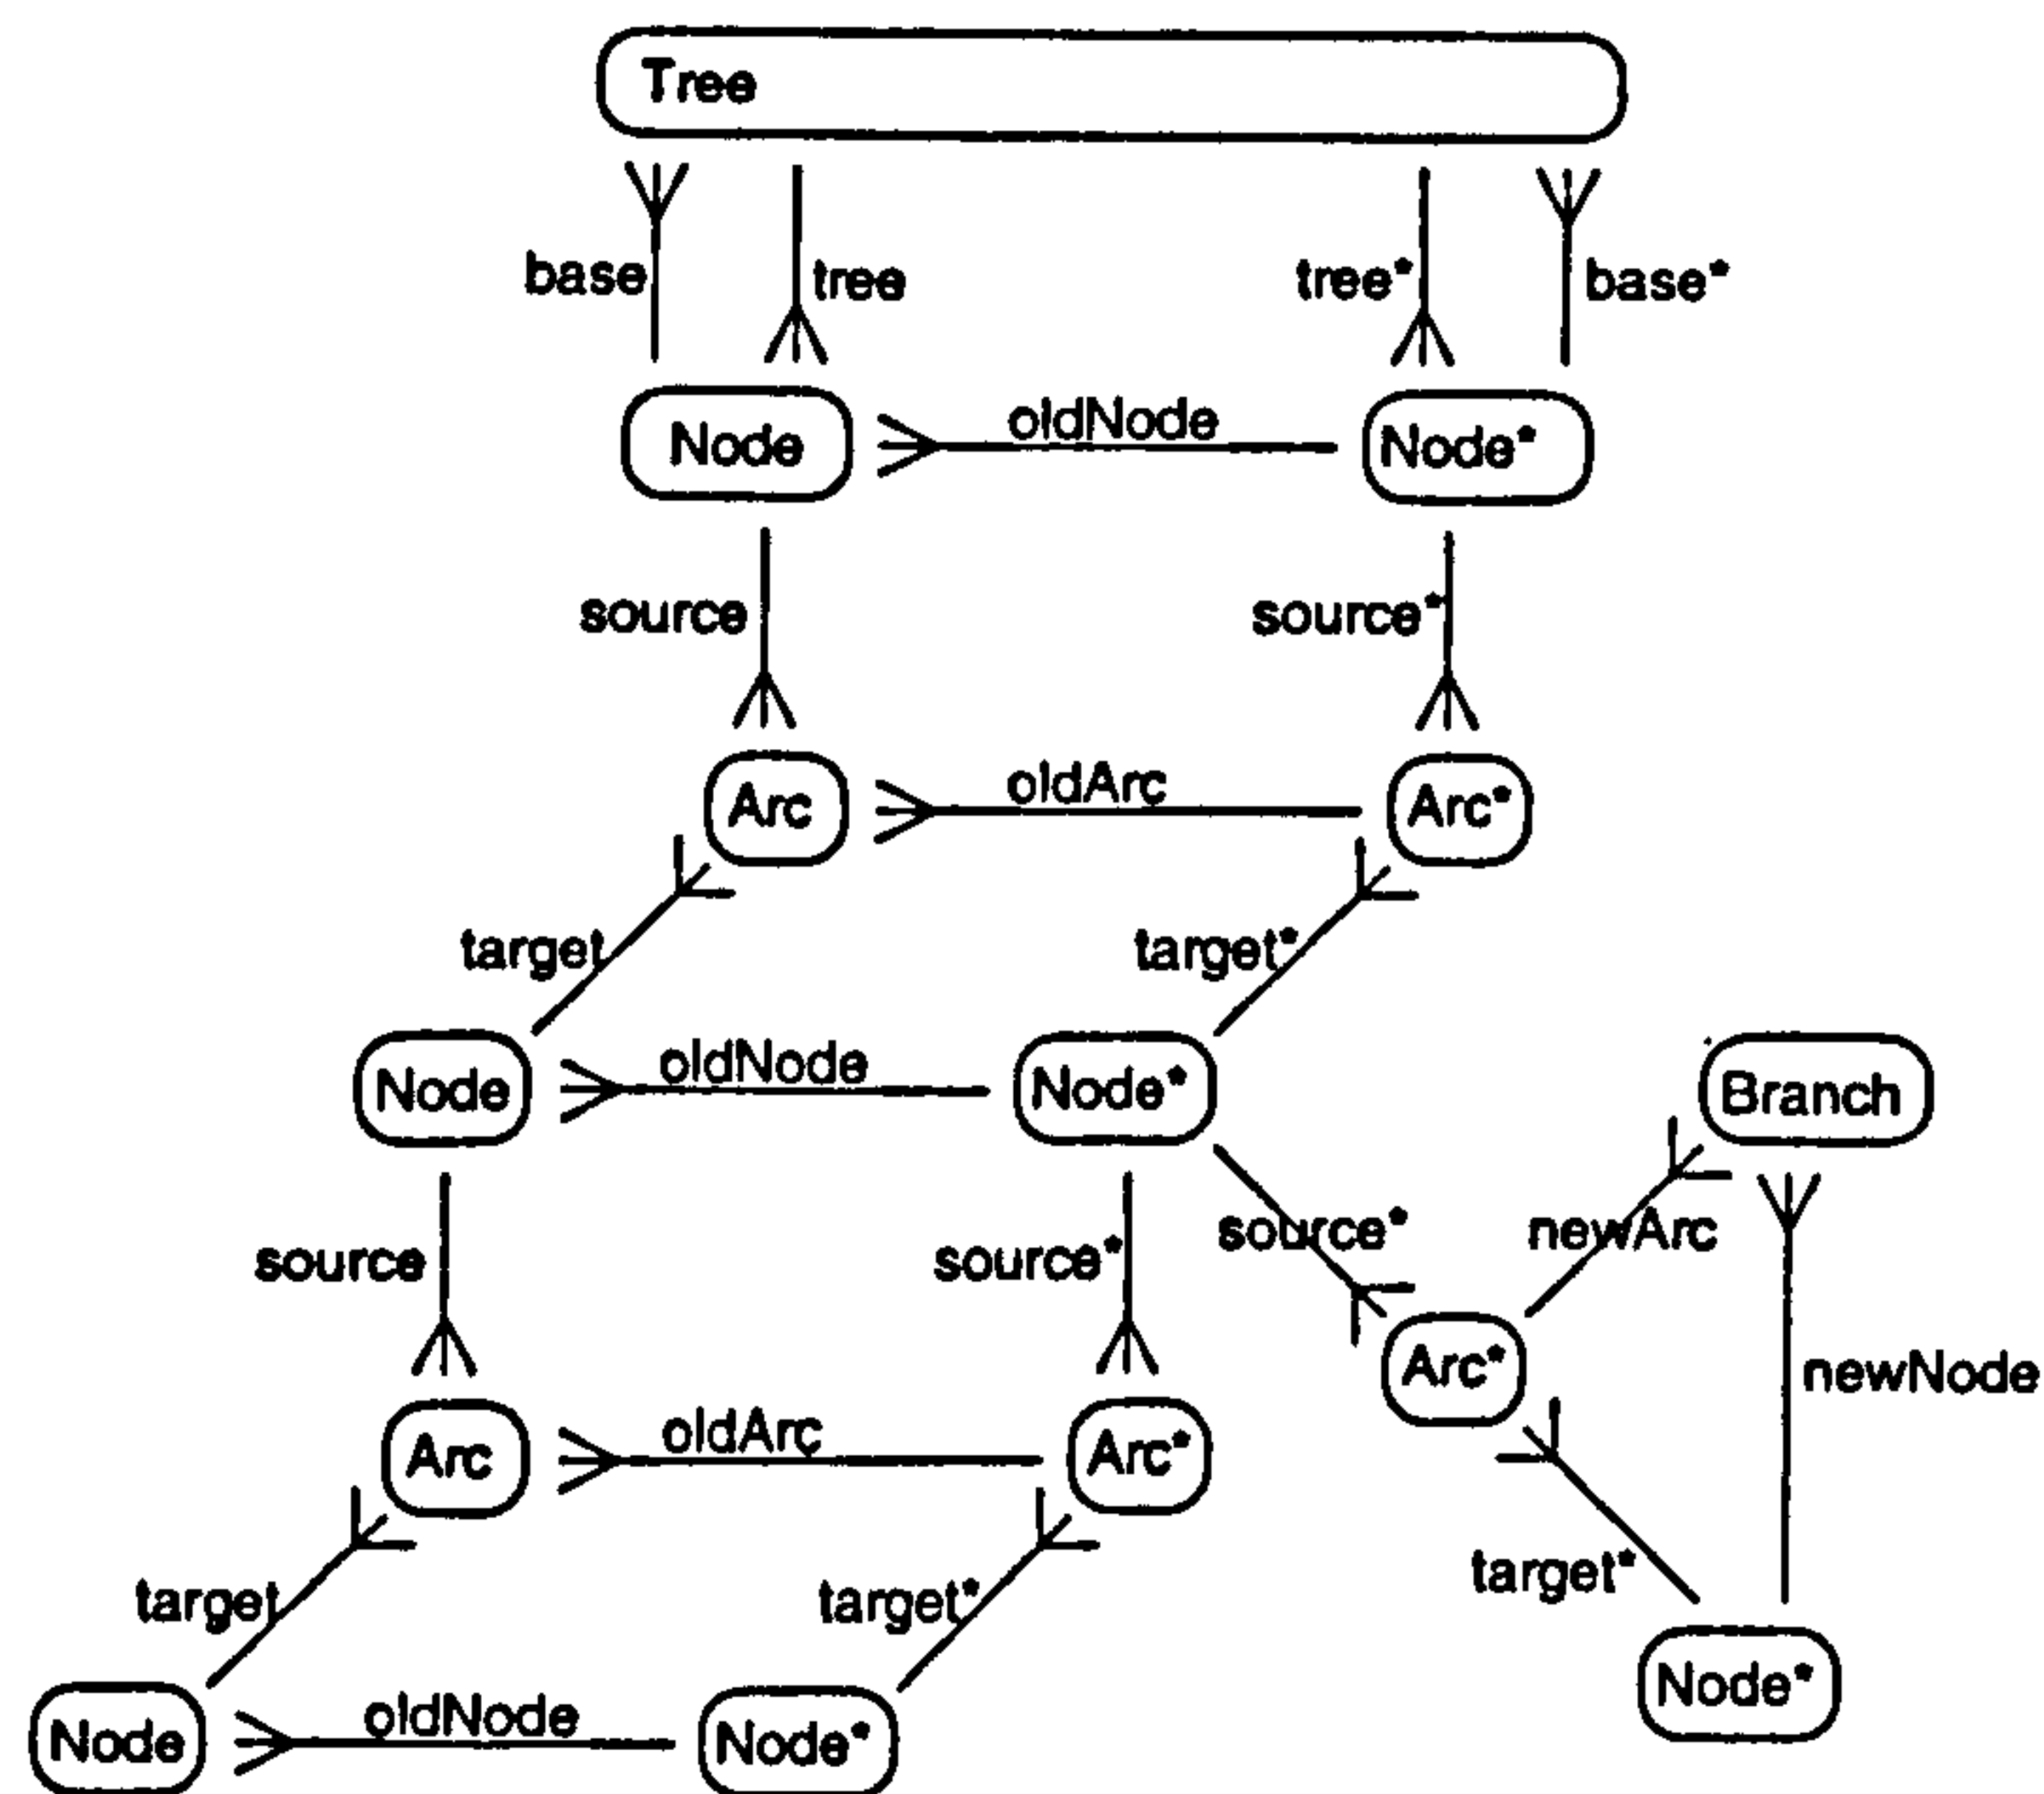 Tree
base
tree
tree*
base*
Node
oldNode
Node*
source
source*
Arc
oldArc
Arc*
target
target*
Node
oldNode
Node*
Branch
source
source*
source*
newArc
Arc*
newNode
Arc
oldArc
Arc*
target
target*
target*
Node
oldNode
Node*
Node*